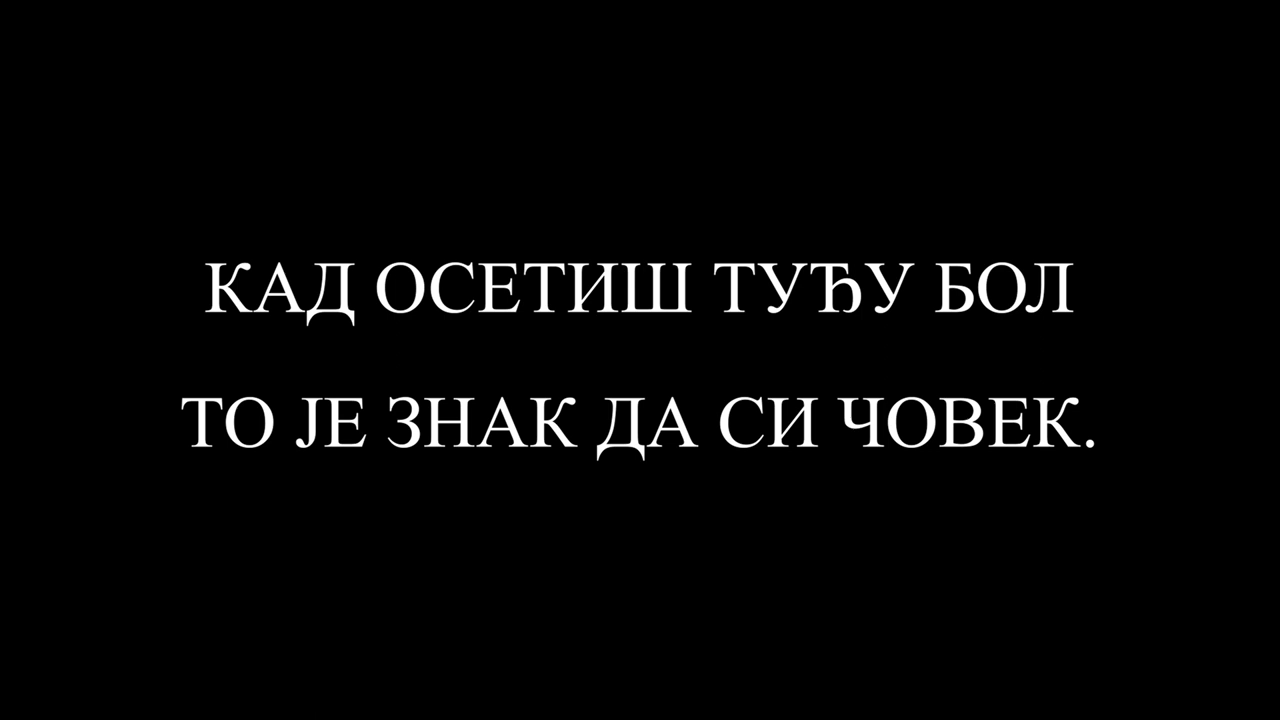 КАД ОСЕТИШ ТУЂУ БОЛ
ТО ЈЕ ЗНАК ДА СИ ЧОВЕК.